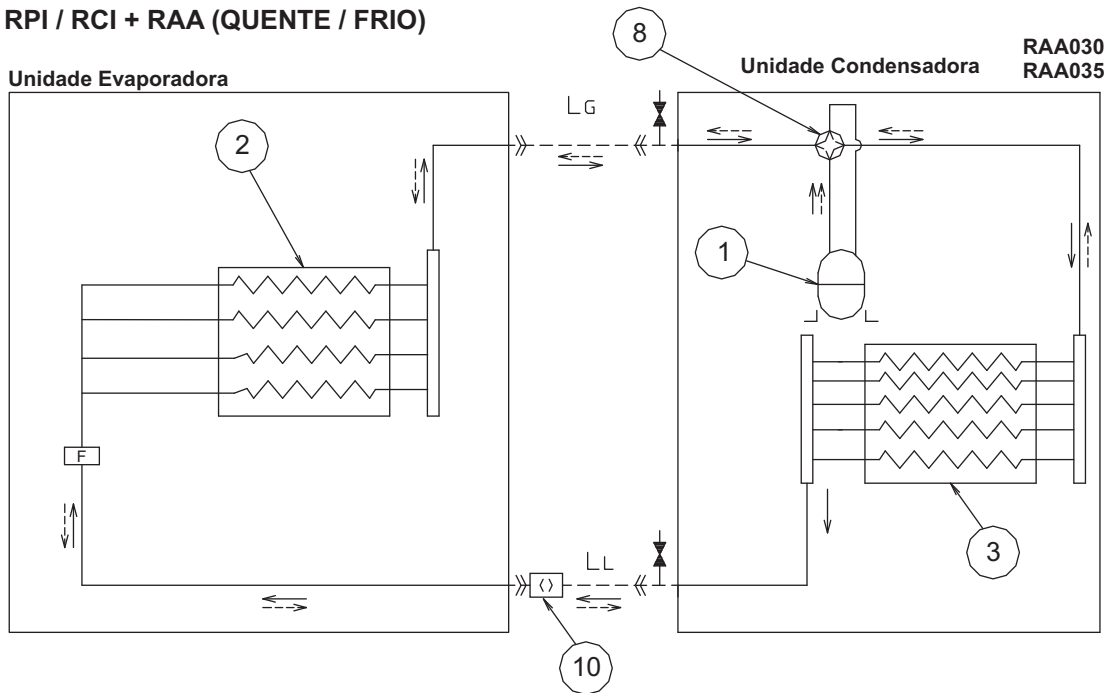 RPI / RCI + RAA (QUENTE / FRIO)
8
RAA030
RAA035
Unidade Evaporadora
Unidade Condensadora
LG
2
1
F
LL
3
10